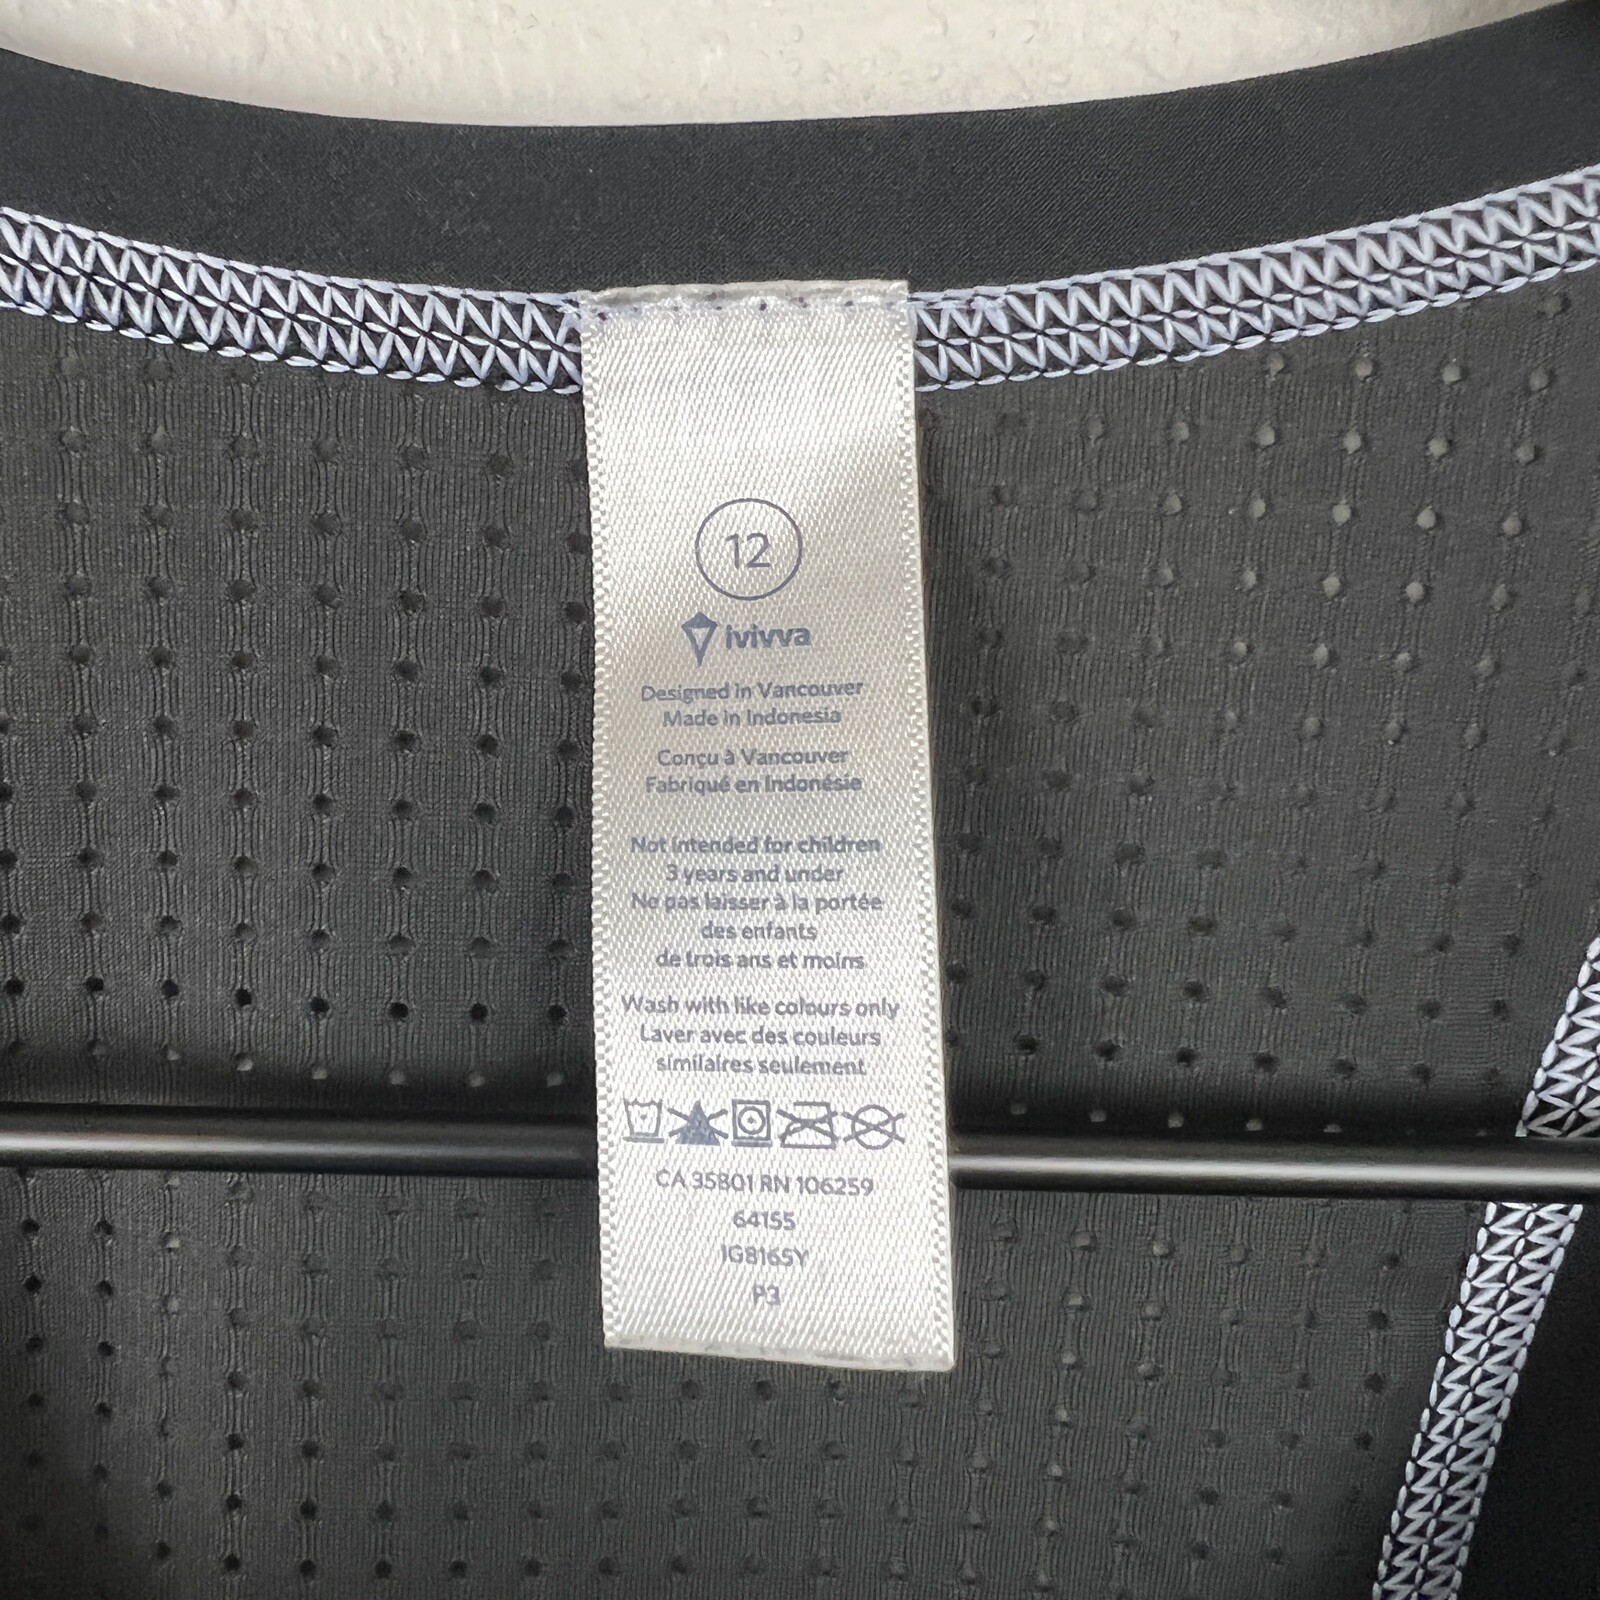 12
ivivva
Designed in Vancouver
Made in Indonesia
Conçu à Vancouver
Fabriqué en Indonésie
Not intended for children
3 years and under
Ne pas laisser à la portée
des enfants
de trois ans et moins
Wash with like colours only
Laver avec des couleurs
similaires seulement
CA 35801 RN 106259
64155
IG8165Y
P3